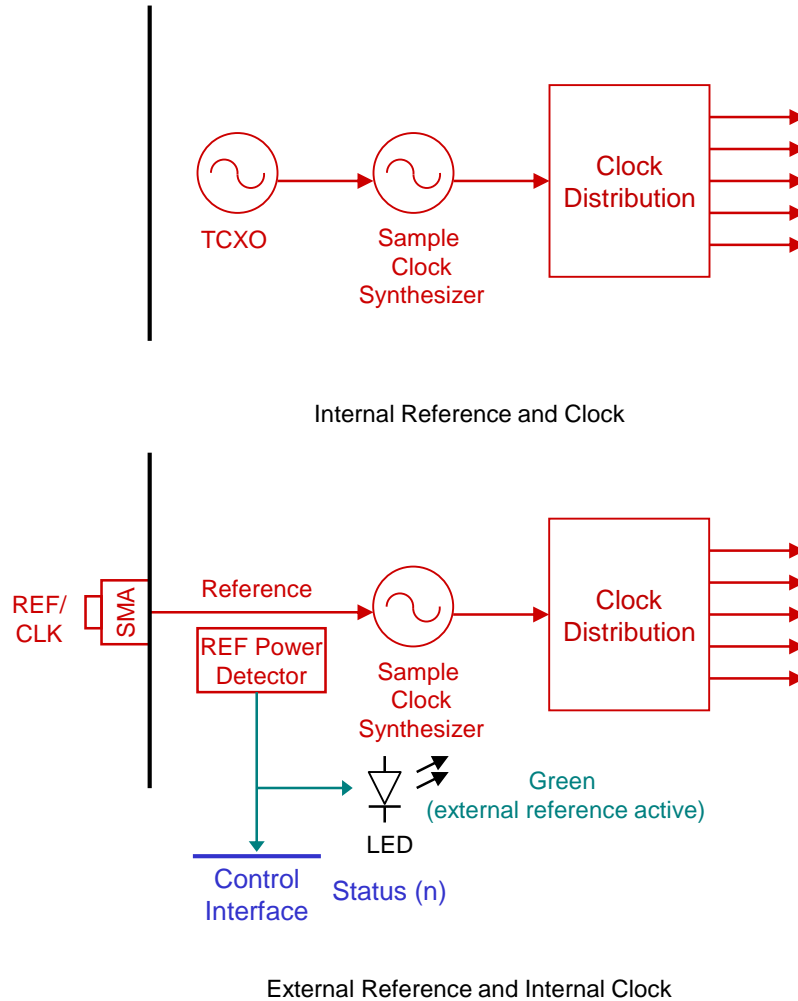 Clock
Distribution
TCXO
Sample
Clock
Synthesizer
Internal Reference and Clock
REF/
CLK
SMA
Reference
REF Power
Detector
Sample
Clock
Synthesizer
Clock
Distribution
Green
(external reference active)
LED
Control
Interface
Status (n)
External Reference and Internal Clock